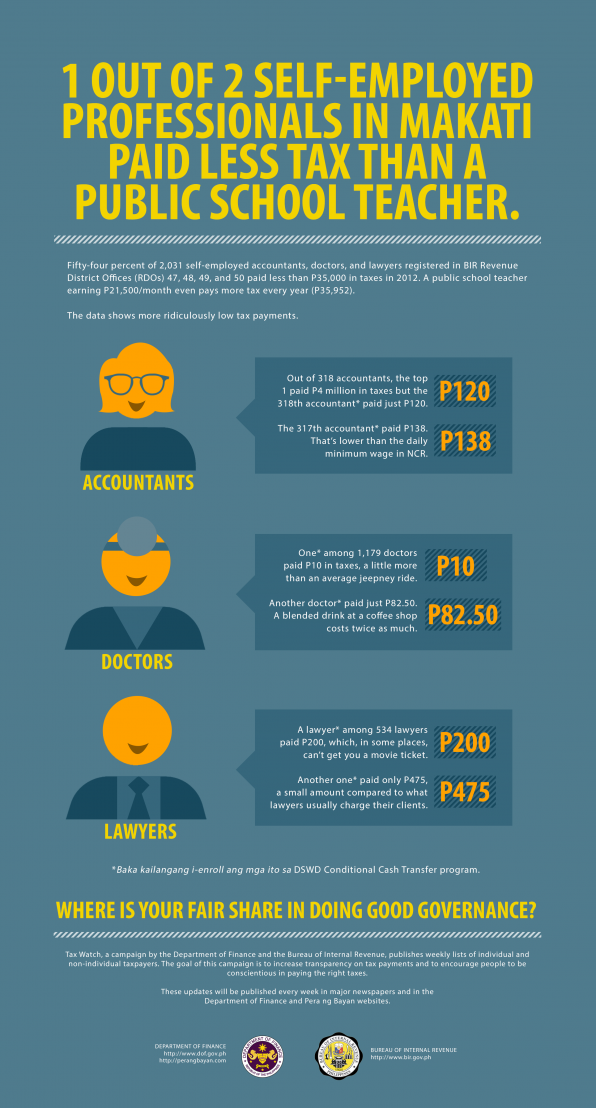 1 OUT OF 2 SELF-EMPLOYED
PROFESSIONALS IN MAKATI
PAID LESS TAX THAN A
PUBLIC SCHOOL TEACHER.
Fifty-four percent of 2,031 self-employed accountants, doctors, and lawyers registered in BIR Revenue
District Offices (RDOs) 47, 48, 49, and 50 paid less than P35,000 in taxes in 2012. A public school teacher
earning P21,500/month even pays more tax every year (P35,952).
The data shows more ridiculously low tax payments.
ACCOUNTANTS
Out of 318 accountants, the top
1 paid P4 million in taxes but the
318th accountant* paid just P120.
P120
The 317th accountant* paid P138.
That's lower than the daily
minimum wage in NCR.
P138
DOCTORS
One* among 1,179 doctors
paid P10 in taxes, a little more
than an average jeepney ride.
P10
Another doctor* paid just P82.50.
A blended drink at a coffee shop
costs twice as much.
P82.50
LAWYERS
A lawyer* among 534 lawyers
paid P200, which, in some places,
can't get you a movie ticket.
P200
Another one* paid only P475,
a small amount compared to what
lawyers usually charge their clients.
P475
*Baka kailangang i-enroll ang mga ito sa DSWD Conditional Cash Transfer program.
WHERE IS YOUR FAIR SHARE IN DOING GOOD GOVERNANCE?
Tax Watch, a campaign by the Department of Finance and the Bureau of Internal Revenue, publishes weekly lists of individual and
non-individual taxpayers. The goal of this campaign is to increase transparency on tax payments and to encourage people to be
conscientious in paying the right taxes.
These updates will be published every week in major newspapers and in the
Department of Finance and Pera ng Bayan websites.
DEPARTMENT OF FINANCE
http://www.dof.gov.ph
http://perangbayan.com
BUREAU OF INTERNAL REVENUE
http://www.bir.gov.ph